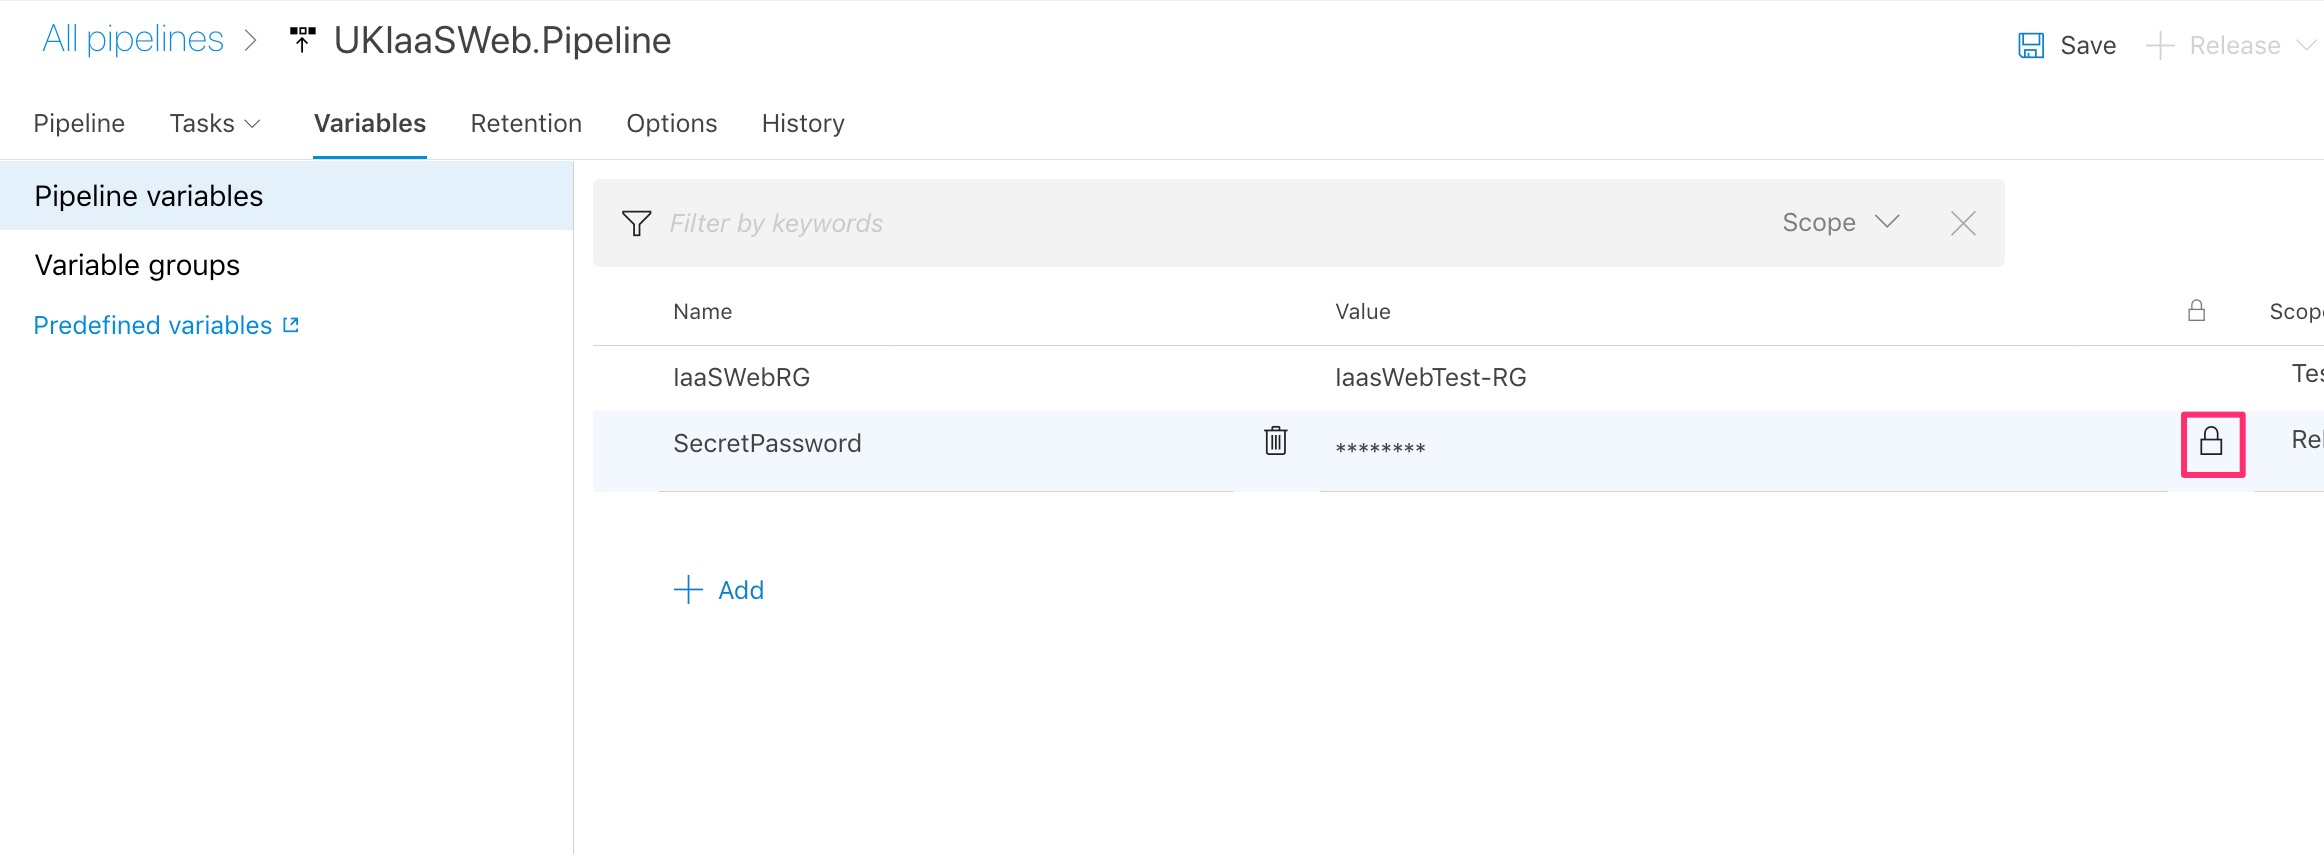 All pipelines > UKIaaSWeb.Pipeline
Save Release
Pipeline Tasks Variables Retention Options History
Pipeline variables
Variable groups
Predefined variables
Filter by keywords Scope
Name Value Scop
IaaSWebRG IaasWebTest-RG Tes
SecretPassword ******** Rel
+ Add